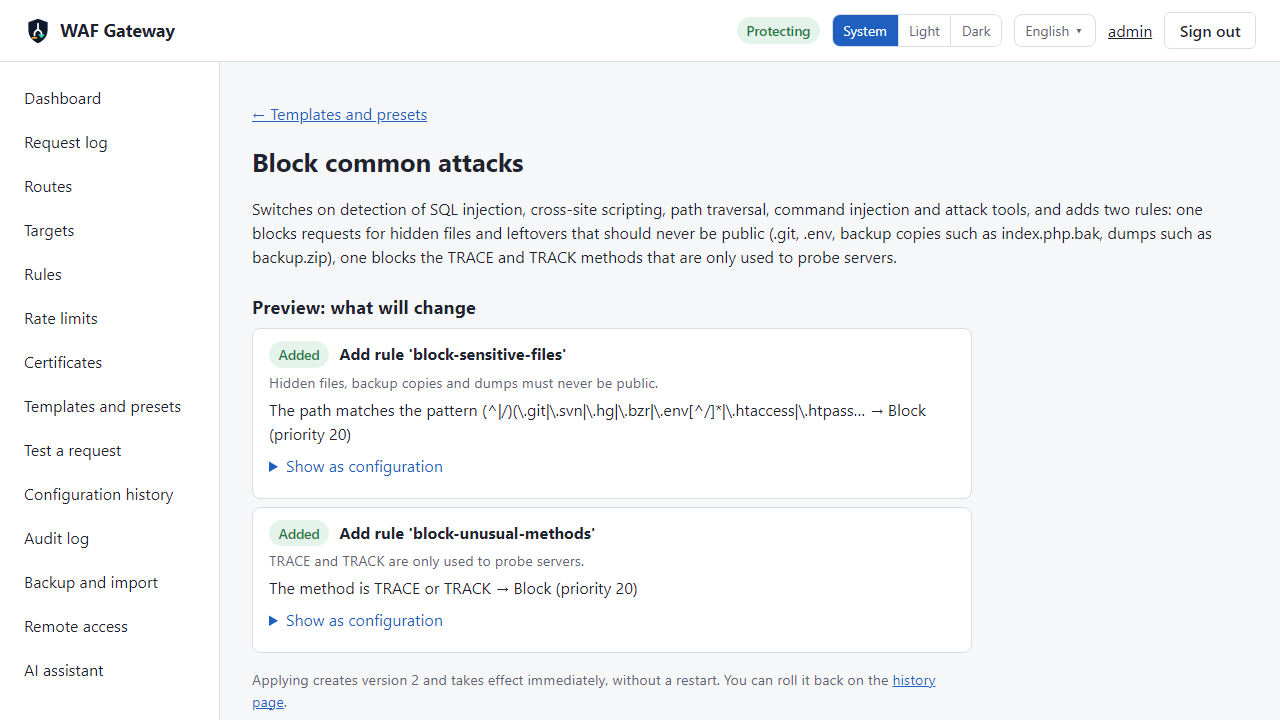 WAF Gateway
Protecting
System
Light
Dark
English ▾
admin
Sign out
Dashboard
Request log
Routes
Targets
Rules
Rate limits
Certificates
Templates and presets
Test a request
Configuration history
Audit log
Backup and import
Remote access
AI assistant
← Templates and presets
Block common attacks
Switches on detection of SQL injection, cross-site scripting, path traversal, command injection and attack tools, and adds two rules: one
blocks requests for hidden files and leftovers that should never be public (.git, .env, backup copies such as index.php.bak, dumps such as
backup.zip), one blocks the TRACE and TRACK methods that are only used to probe servers.
Preview: what will change
Added Add rule 'block-sensitive-files'
Hidden files, backup copies and dumps must never be public.
The path matches the pattern (^|/)(\.git|\.svn|\.hg|\.bzr|\.env[^/]*|\.htaccess|\.htpass… → Block
(priority 20)
▶ Show as configuration
Added Add rule 'block-unusual-methods'
TRACE and TRACK are only used to probe servers.
The method is TRACE or TRACK → Block (priority 20)
▶ Show as configuration
Applying creates version 2 and takes effect immediately, without a restart. You can roll it back on the history
page.